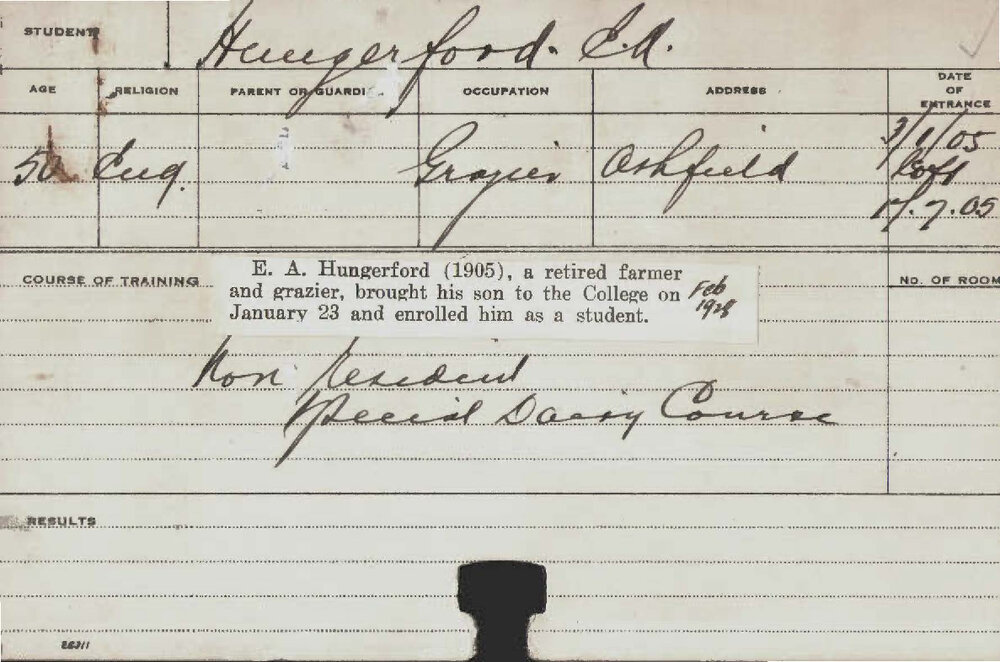 STUDENT Hungerford. E.A.
AGE RELIGION PARENT OR GUARDI OCCUPATION ADDRESS DATE OF ENTRANCE
50 Eng. Grazier Ashfield 3/1/05
Left
17.7.05
COURSE OF TRAINING NO. OF ROOM
E. A. Hungerford (1905), a retired farmer
and grazier, brought his son to the College on
January 23 and enrolled him as a student.
Feb
1928
Non Resident
Special Dairy Course
RESULTS